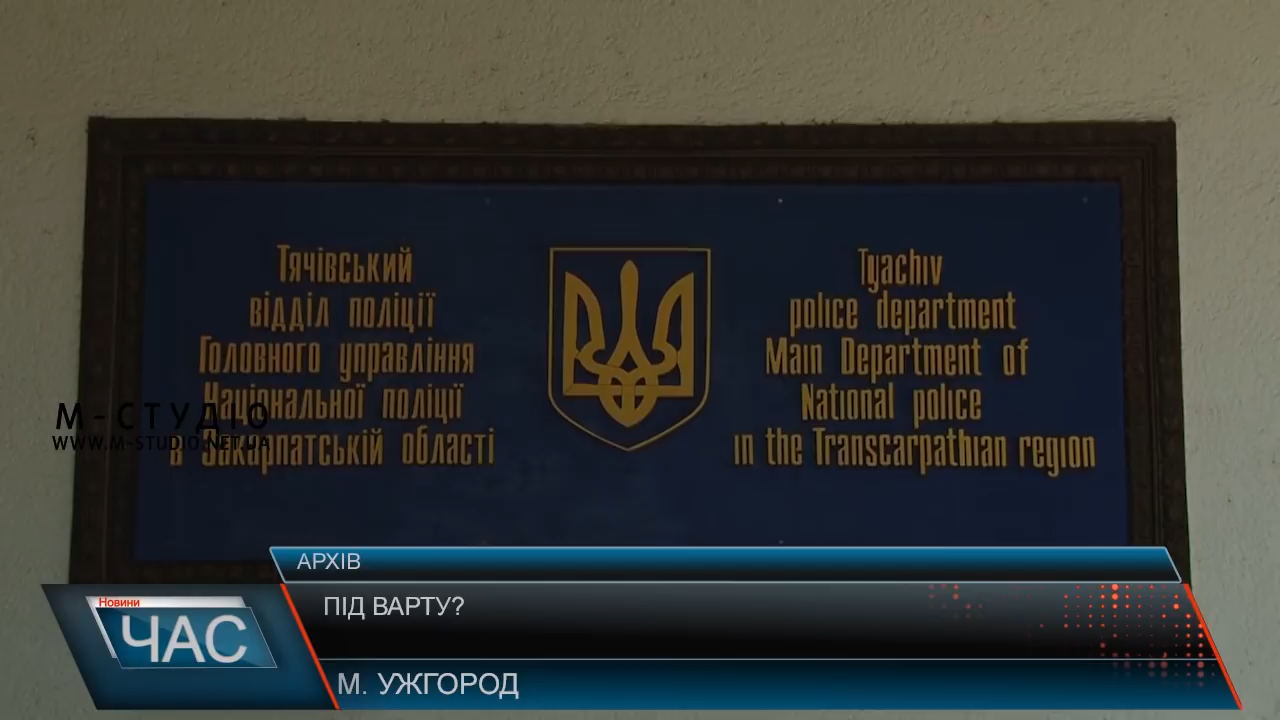 Тячівський
відділ поліції
Головного управління
Національної поліції
в Закарпатській області
Tyachiv
police department
Main Department of
National police
in the Transcarpathian region
М-СТУДІО
WWW.M-STUDIO.NET.UA
АРХІВ
ПІД ВАРТУ?
Новини
ЧАС
М. УЖГОРОД